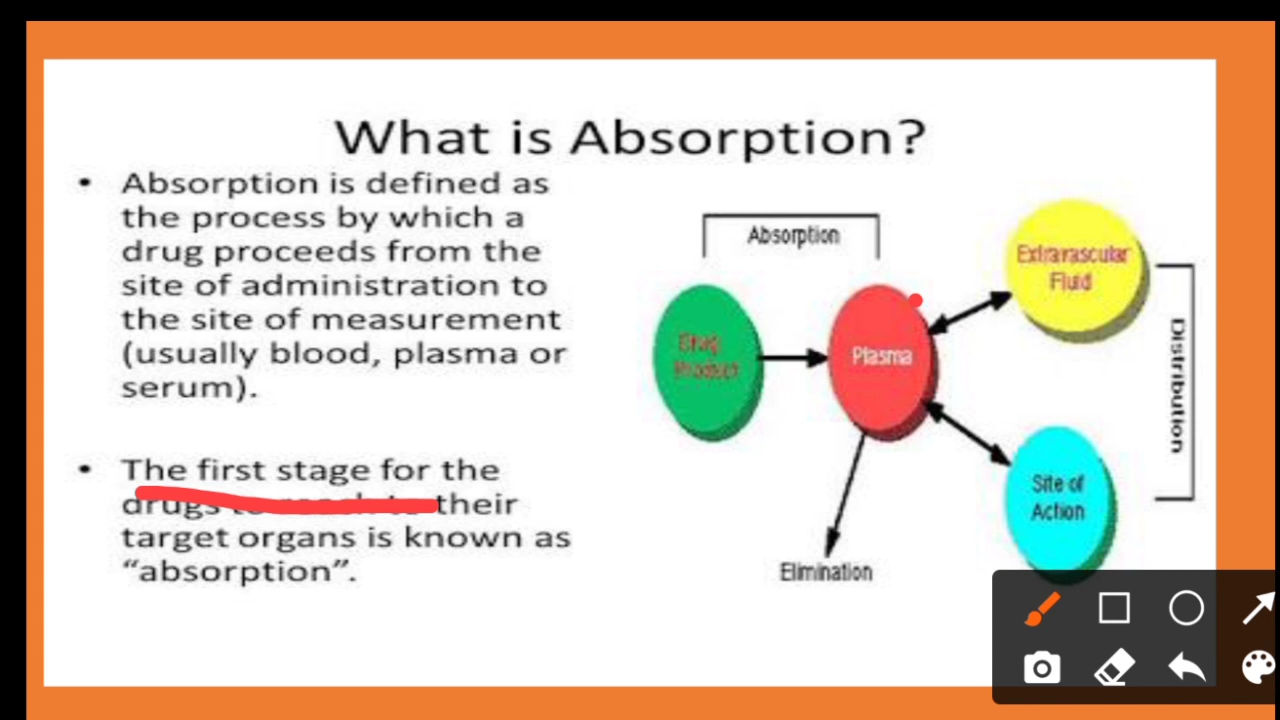 What is Absorption?
• Absorption is defined as
the process by which a
drug proceeds from the
site of administration to
the site of measurement
(usually blood, plasma or
serum).
• The first stage for the
drugs to reach to their
target organs is known as
“absorption”.
Absorption
Drug
Product
Plasma
Extravascular
Fluid
Site of
Action
Distribution
Elimination